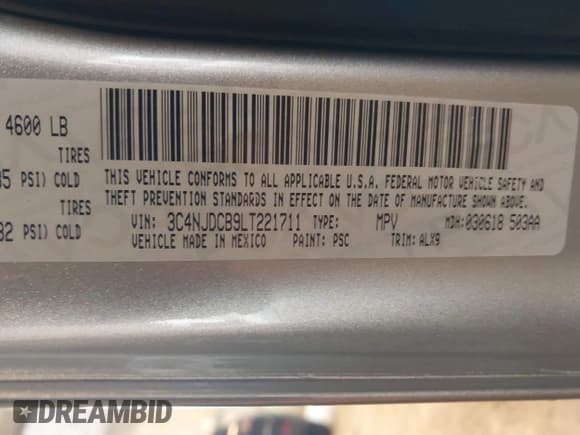 4600 LB
TIRES
PSI) COLD
TIRES
PSI) COLD
THIS VEHICLE CONFORMS TO ALL APPLICABLE U.S.A. FEDERAL MOTOR VEHICLE SAFETY AND
THEFT PREVENTION STANDARDS IN EFFECT ON THE DATE OF MANUFACTURE SHOWN ABOVE.
VIN: 3C4NJDCB9LT221711 TYPE: MPV MDH:030618 503AA
VEHICLE MADE IN MEXICO PAINT: PSC TRIM: ALX9
DREAMBID